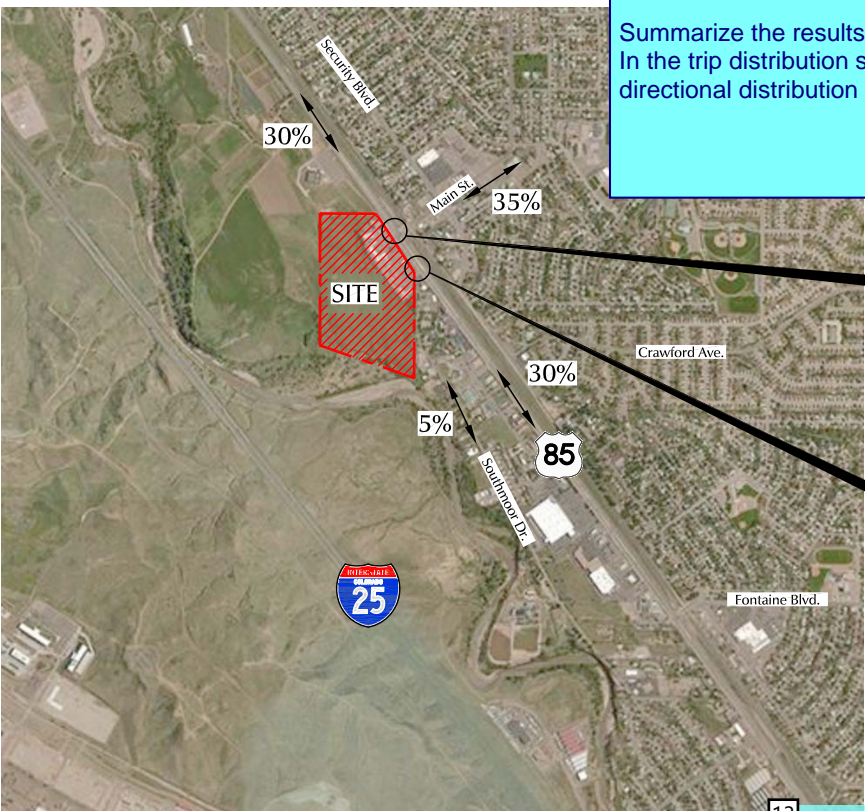 Summarize the results
In the trip distribution s
directional distribution
Security Blvd.
30%
Main St.
35%
SITE
Crawford Ave.
30%
5%
85
Southmoor Dr.
INTERSTATE
COLORADO
25
Fontaine Blvd.